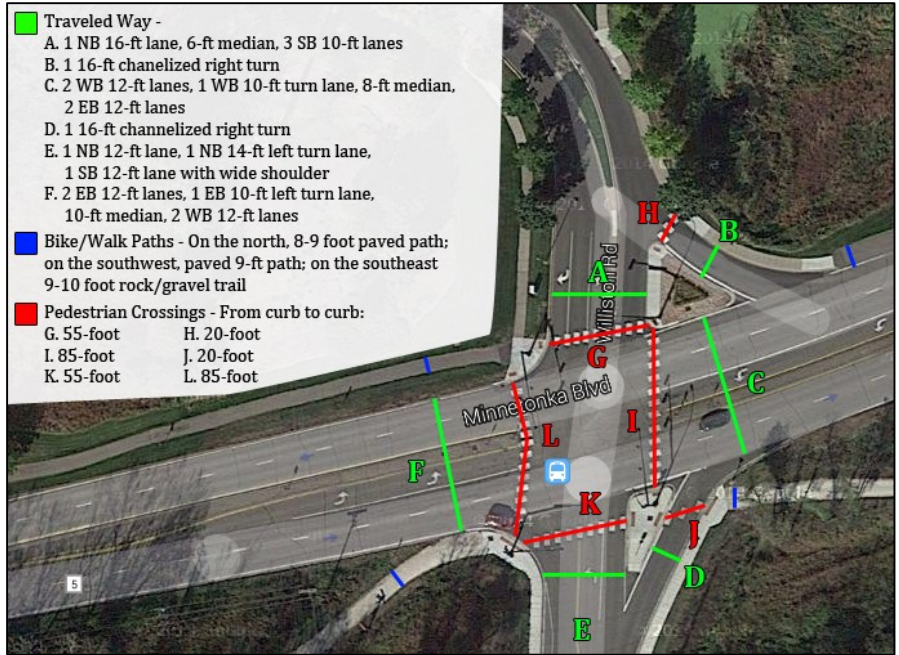 Traveled Way -
A. 1 NB 16-ft lane, 6-ft median, 3 SB 10-ft lanes
B. 1 16-ft chanelized right turn
C. 2 WB 12-ft lanes, 1 WB 10-ft turn lane, 8-ft median,
2 EB 12-ft lanes
D. 1 16-ft channelized right turn
E. 1 NB 12-ft lane, 1 NB 14-ft left turn lane,
1 SB 12-ft lane with wide shoulder
F. 2 EB 12-ft lanes, 1 EB 10-ft left turn lane,
10-ft median, 2 WB 12-ft lanes
Bike/Walk Paths - On the north, 8-9 foot paved path;
on the southwest, paved 9-ft path; on the southeast
9-10 foot rock/gravel trail
Pedestrian Crossings - From curb to curb:
G. 55-foot H. 20-foot
I. 85-foot J. 20-foot
K. 55-foot L. 85-foot
H
B
A
Williston Rd
G
C
Minnetonka Blvd
I
L
F
K
J
D
5
E